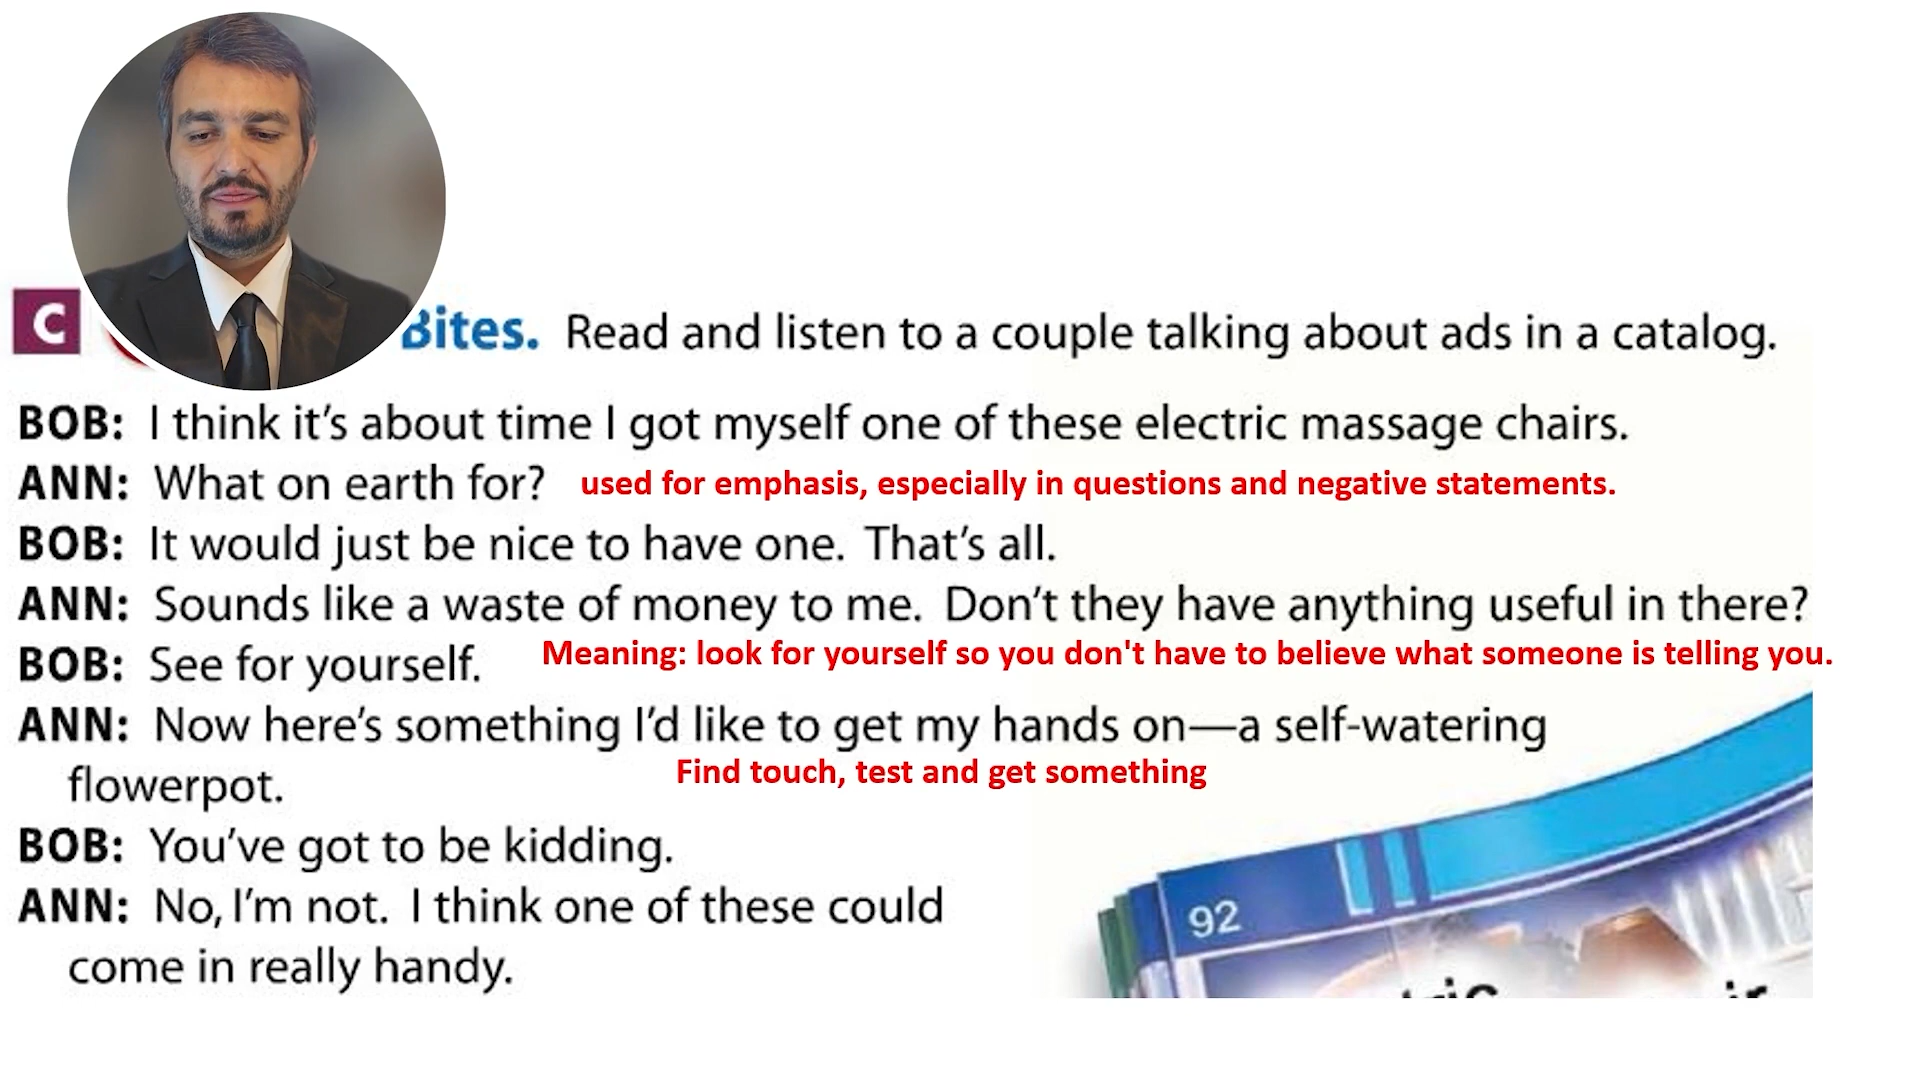 C Bites. Read and listen to a couple talking about ads in a catalog.
BOB: I think it's about time I got myself one of these electric massage chairs.
ANN: What on earth for? used for emphasis, especially in questions and negative statements.
BOB: It would just be nice to have one. That's all.
ANN: Sounds like a waste of money to me. Don't they have anything useful in there?
BOB: See for yourself. Meaning: look for yourself so you don't have to believe what someone is telling you.
ANN: Now here's something I'd like to get my hands on—a self-watering
Find touch, test and get something
flowerpot.
BOB: You've got to be kidding.
ANN: No, I'm not. I think one of these could
92
come in really handy.